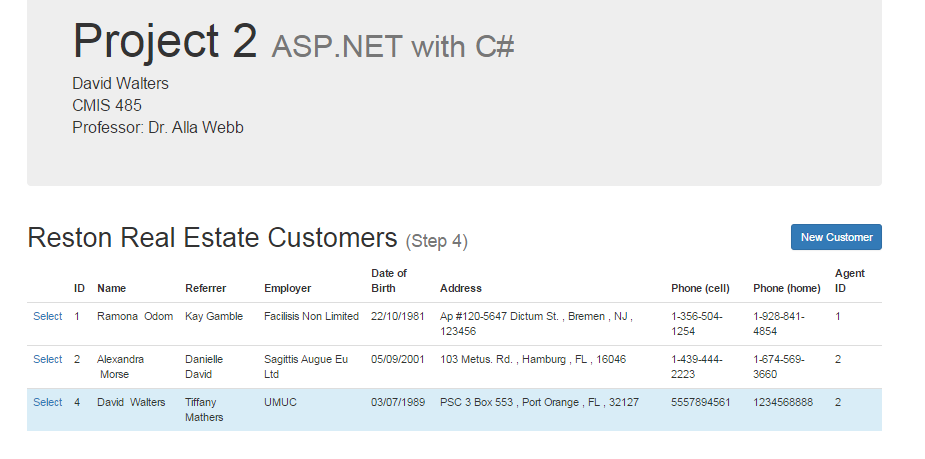 Project 2 ASP.NET with C#
David Walters
CMIS 485
Professor: Dr. Alla Webb
Reston Real Estate Customers (Step 4)
New Customer
ID Name Referrer Employer Date of Birth Address Phone (cell) Phone (home) Agent ID
Select 1 Ramona Odom Kay Gamble Facilisis Non Limited 22/10/1981 Ap #120-5647 Dictum St. , Bremen , NJ , 123456 1-356-504-1254 1-928-841-4854 1
Select 2 Alexandra Morse Danielle David Sagittis Augue Eu Ltd 05/09/2001 103 Metus. Rd. , Hamburg , FL , 16046 1-439-444-2223 1-674-569-3660 2
Select 4 David Walters Tiffany Mathers UMUC 03/07/1989 PSC 3 Box 553 , Port Orange , FL , 32127 5557894561 1234568888 2